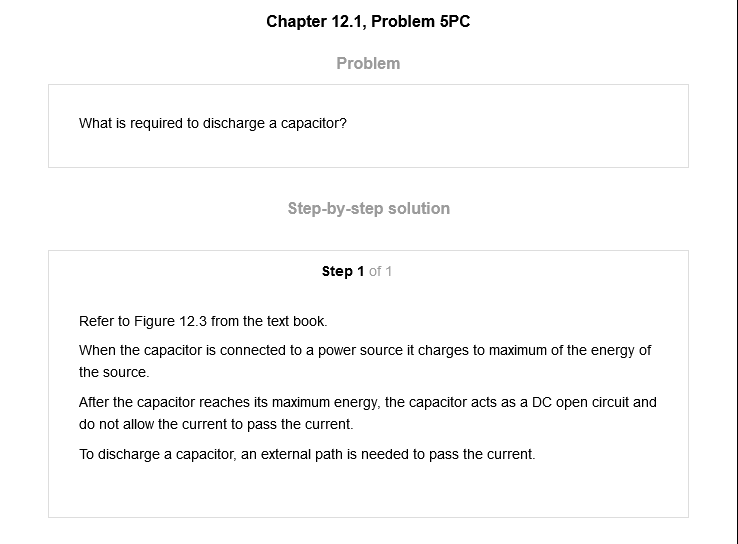 Chapter 12.1, Problem 5PC
Problem
What is required to discharge a capacitor?
Step-by-step solution
Step 1 of 1
Refer to Figure 12.3 from the text book.
When the capacitor is connected to a power source it charges to maximum of the energy of
the source.
After the capacitor reaches its maximum energy, the capacitor acts as a DC open circuit and
do not allow the current to pass the current.
To discharge a capacitor, an external path is needed to pass the current.